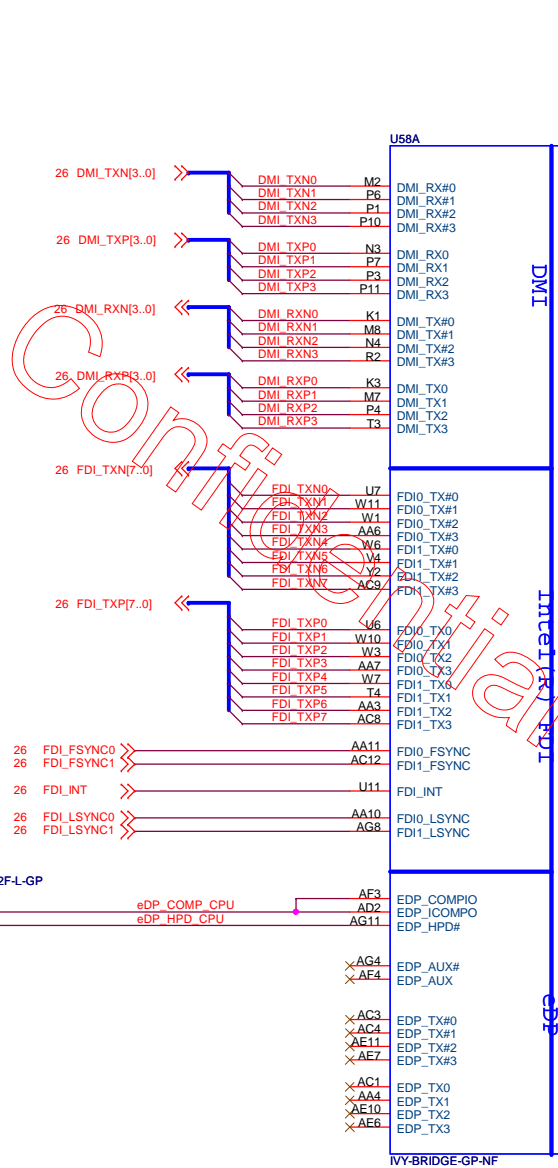 U58A
26 DMI_TXN[3..0]
DMI_TXN0 M2 DMI_RX#0
DMI_TXN1 P6 DMI_RX#1
DMI_TXN2 P1 DMI_RX#2
DMI_TXN3 P10 DMI_RX#3
26 DMI_TXP[3..0]
DMI_TXP0 N3 DMI_RX0
DMI_TXP1 P7 DMI_RX1
DMI_TXP2 P3 DMI_RX2
DMI_TXP3 P11 DMI_RX3
DMI
26 DMI_RXN[3..0]
DMI_RXN0 K1 DMI_TX#0
DMI_RXN1 M8 DMI_TX#1
DMI_RXN2 N4 DMI_TX#2
DMI_RXN3 R2 DMI_TX#3
26 DMI_RXP[3..0]
DMI_RXP0 K3 DMI_TX0
DMI_RXP1 M7 DMI_TX1
DMI_RXP2 P4 DMI_TX2
DMI_RXP3 T3 DMI_TX3
Confidential
26 FDI_TXN[7..0]
FDI_TXN0 U7 FDI0_TX#0
FDI_TXN1 W11 FDI0_TX#1
FDI_TXN2 W1 FDI0_TX#2
FDI_TXN3 AA6 FDI0_TX#3
FDI_TXN4 W6 FDI1_TX#0
FDI_TXN5 V4 FDI1_TX#1
FDI_TXN6 Y2 FDI1_TX#2
FDI_TXN7 AC9 FDI1_TX#3
26 FDI_TXP[7..0]
FDI_TXP0 U6 FDI0_TX0
FDI_TXP1 W10 FDI0_TX1
FDI_TXP2 W3 FDI0_TX2
FDI_TXP3 AA7 FDI0_TX3
FDI_TXP4 W7 FDI1_TX0
FDI_TXP5 T4 FDI1_TX1
FDI_TXP6 AA3 FDI1_TX2
FDI_TXP7 AC8 FDI1_TX3
Intel(R) FDI
26 FDI_FSYNC0 AA11 FDI0_FSYNC
26 FDI_FSYNC1 AC12 FDI1_FSYNC
26 FDI_INT U11 FDI_INT
26 FDI_LSYNC0 AA10 FDI0_LSYNC
26 FDI_LSYNC1 AG8 FDI1_LSYNC
2F-L-GP
AF3 EDP_COMPIO
eDP_COMP_CPU AD2 EDP_ICOMPO
eDP_HPD_CPU AG11 EDP_HPD#
AG4 EDP_AUX#
AF4 EDP_AUX
eDP
AC3 EDP_TX#0
AC4 EDP_TX#1
AE11 EDP_TX#2
AE7 EDP_TX#3
AC1 EDP_TX0
AA4 EDP_TX1
AE10 EDP_TX2
AE6 EDP_TX3
IVY-BRIDGE-GP-NF